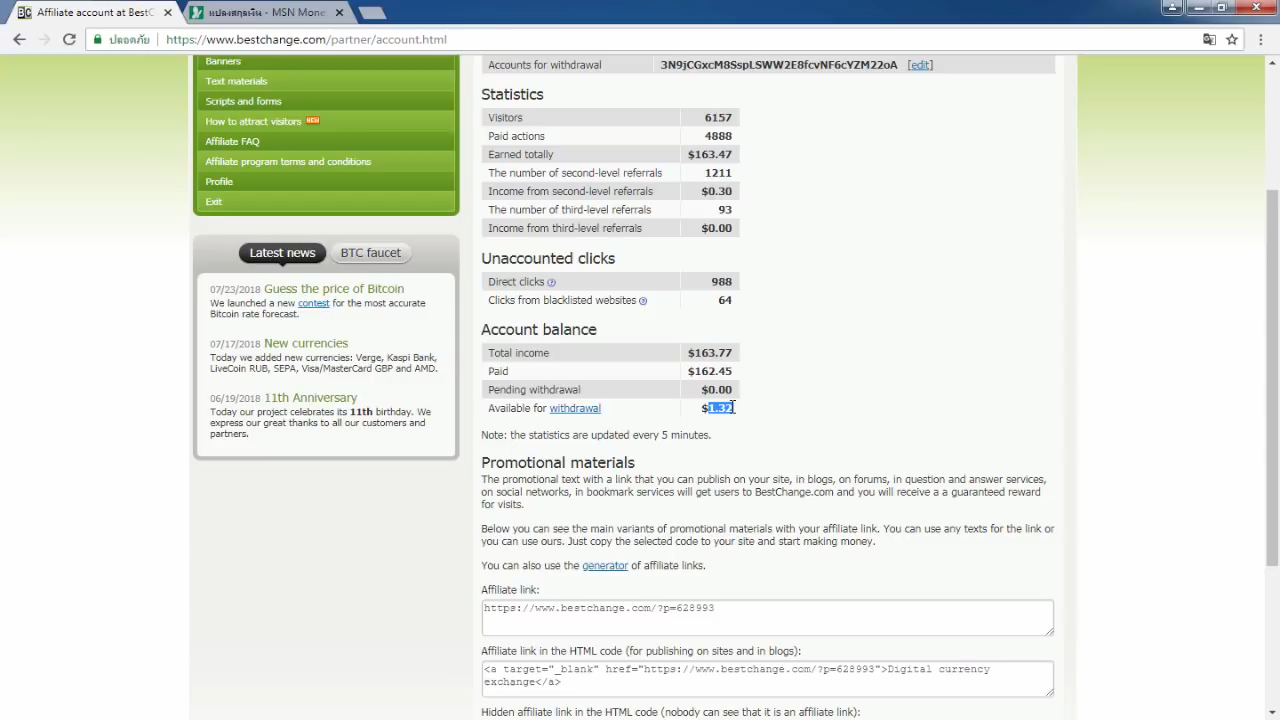 Affiliate account at BestC
แปลงสกุลเงิน - MSN Mone
ปลอดภัย https://www.bestchange.com/partner/account.html
Banners
Text materials
Scripts and forms
How to attract visitors NEW
Affiliate FAQ
Affiliate program terms and conditions
Profile
Exit
Latest news BTC faucet
07/23/2018 Guess the price of Bitcoin
We launched a new contest for the most accurate
Bitcoin rate forecast.
07/17/2018 New currencies
Today we added new currencies: Verge, Kaspi Bank,
LiveCoin RUB, SEPA, Visa/MasterCard GBP and AMD.
06/19/2018 11th Anniversary
Today our project celebrates its 11th birthday. We
express our great thanks to all our customers and
partners.
Accounts for withdrawal 3N9jCGxcM8SspLSWW2E8fcvNF6cYZM22oA [edit]
Statistics
Visitors 6157
Paid actions 4888
Earned totally $163.47
The number of second-level referrals 1211
Income from second-level referrals $0.30
The number of third-level referrals 93
Income from third-level referrals $0.00
Unaccounted clicks
Direct clicks ? 988
Clicks from blacklisted websites ? 64
Account balance
Total income $163.77
Paid $162.45
Pending withdrawal $0.00
Available for withdrawal $1.32
Note: the statistics are updated every 5 minutes.
Promotional materials
The promotional text with a link that you can publish on your site, in blogs, on forums, in question and answer services,
on social networks, in bookmark services will get users to BestChange.com and you will receive a a guaranteed reward
for visits.
Below you can see the main variants of promotional materials with your affiliate link. You can use any texts for the link or
you can use ours. Just copy the selected code to your site and start making money.
You can also use the generator of affiliate links.
Affiliate link:
https://www.bestchange.com/?p=628993
Affiliate link in the HTML code (for publishing on sites and in blogs):
<a target="_blank" href="https://www.bestchange.com/?p=628993">Digital currency
exchange</a>
Hidden affiliate link in the HTML code (nobody can see that it is an affiliate link):